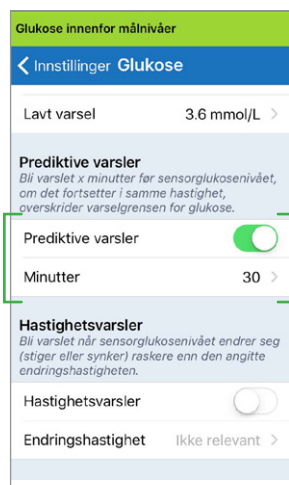 Glukose innenfor målnivåer
Innstillinger Glukose
Lavt varsel 3.6 mmol/L
Prediktive varsler
Bli varslet x minutter før
sensorglukosenivået,
om det fortsetter i samme
hastighet,
overskrider varselgrensen for glukose.
Prediktive varsler
Minutter 30
Hastighetsvarsler
Bli varslet når sensorglukosenivået endrer seg
(stiger eller synker) raskere enn den angitte
endringshastigheten.
Hastighetsvarsler
Endringshastighet Ikke relevant